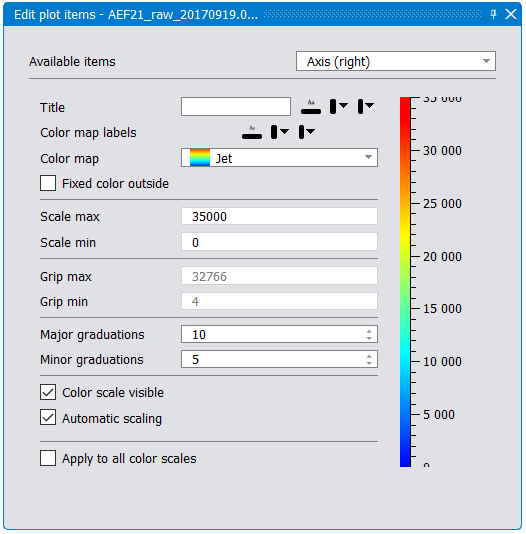 Edit plot items - AEF21_raw_20170919.0...
Available items
Axis (right)
Title
Aa
Color map labels
Aa
Color map
Jet
Fixed color outside
Scale max
35000
Scale min
0
Grip max
32766
Grip min
4
Major graduations
10
Minor graduations
5
Color scale visible
Automatic scaling
Apply to all color scales
35 000
30 000
25 000
20 000
15 000
10 000
5 000
0